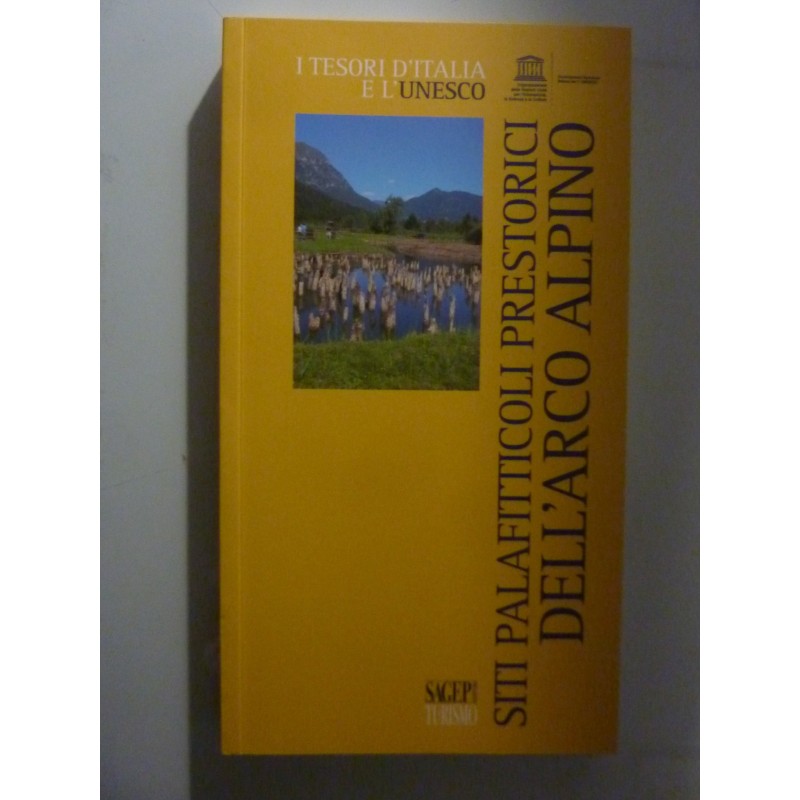 I TESORI D'ITALIA
E L'UNESCO
SITI PALAFITTICOLI PRESTORICI
DELL'ARCO ALPINO
SAGEP
TURISMO